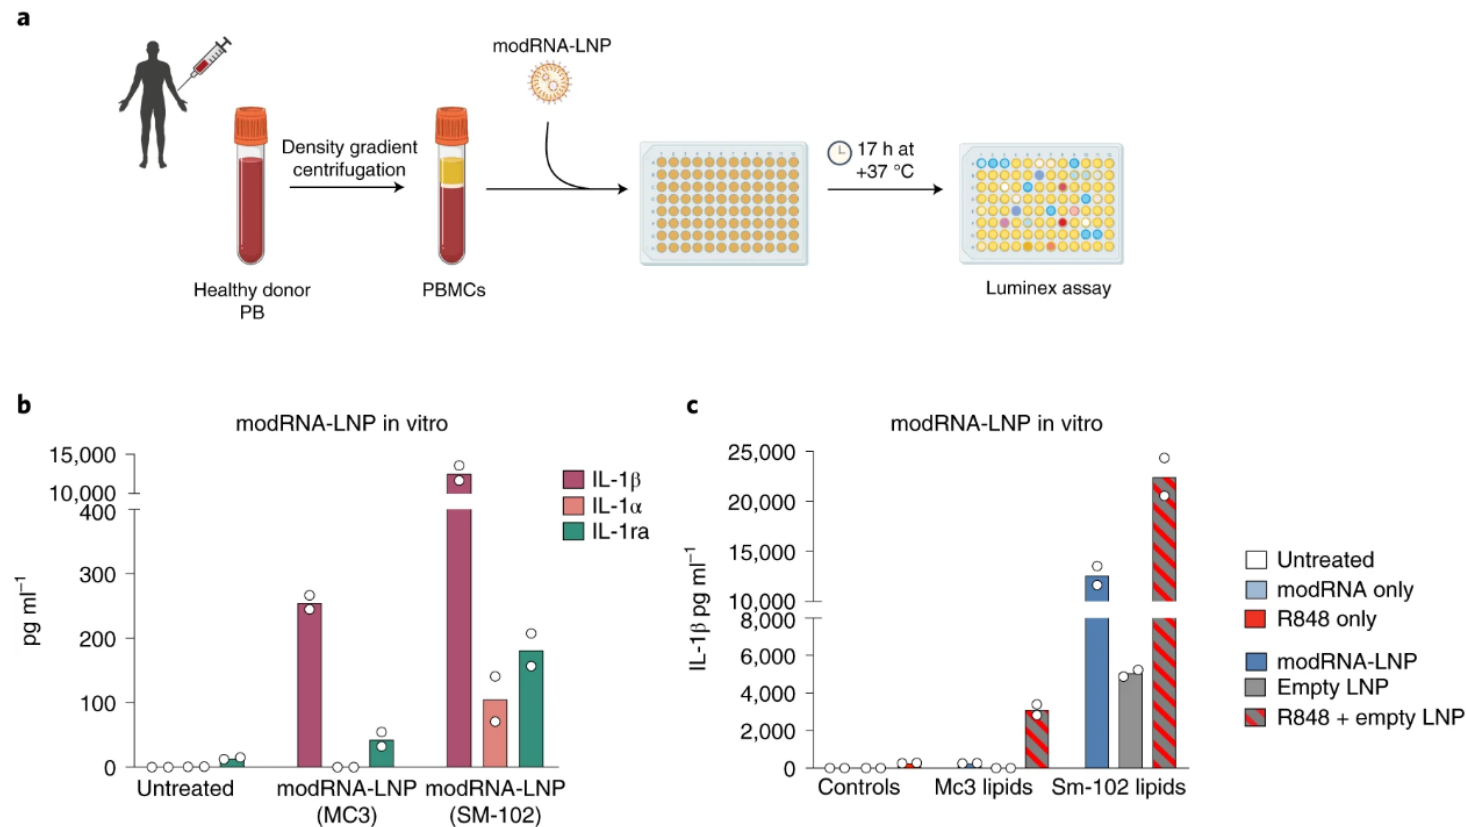 a
modRNA-LNP
Density gradient
centrifugation
17 h at
+37 °C
Healthy donor
PB
PBMCs
Luminex assay
b
modRNA-LNP in vitro
15,000
10,000
400
300
200
100
0
pg ml⁻¹
IL-1β
IL-1α
IL-1ra
Untreated
modRNA-LNP
(MC3)
modRNA-LNP
(SM-102)
c
modRNA-LNP in vitro
25,000
20,000
15,000
10,000
8,000
6,000
4,000
2,000
0
IL-1β pg ml⁻¹
Controls
Mc3 lipids
Sm-102 lipids
Untreated
modRNA only
R848 only
modRNA-LNP
Empty LNP
R848 + empty LNP